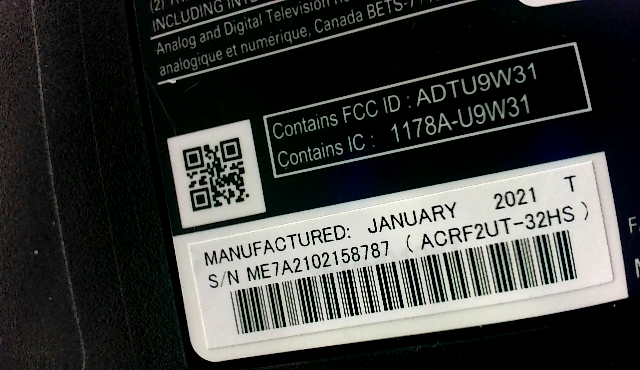 INCLUDING
Analog and Digital Television
analogique et numérique, Canada BETS-7
Contains FCC ID : ADTU9W31
Contains IC : 1178A-U9W31
MANUFACTURED: JANUARY 2021 T
S/N ME7A2102158787 ( ACRF2UT-32HS )